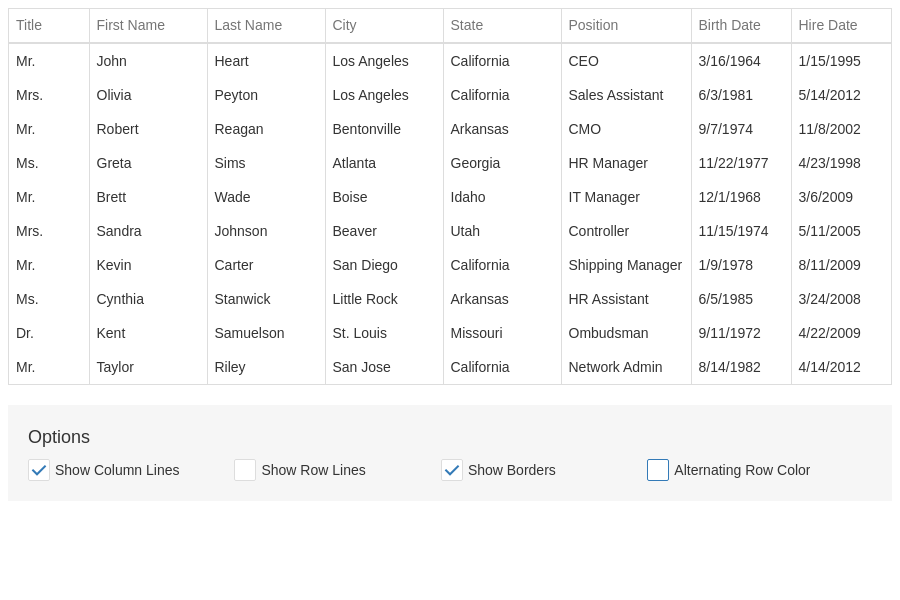 Title First Name Last Name City State Position Birth Date Hire Date
Mr. John Heart Los Angeles California CEO 3/16/1964 1/15/1995
Mrs. Olivia Peyton Los Angeles California Sales Assistant 6/3/1981 5/14/2012
Mr. Robert Reagan Bentonville Arkansas CMO 9/7/1974 11/8/2002
Ms. Greta Sims Atlanta Georgia HR Manager 11/22/1977 4/23/1998
Mr. Brett Wade Boise Idaho IT Manager 12/1/1968 3/6/2009
Mrs. Sandra Johnson Beaver Utah Controller 11/15/1974 5/11/2005
Mr. Kevin Carter San Diego California Shipping Manager 1/9/1978 8/11/2009
Ms. Cynthia Stanwick Little Rock Arkansas HR Assistant 6/5/1985 3/24/2008
Dr. Kent Samuelson St. Louis Missouri Ombudsman 9/11/1972 4/22/2009
Mr. Taylor Riley San Jose California Network Admin 8/14/1982 4/14/2012
Options
Show Column Lines Show Row Lines Show Borders Alternating Row Color